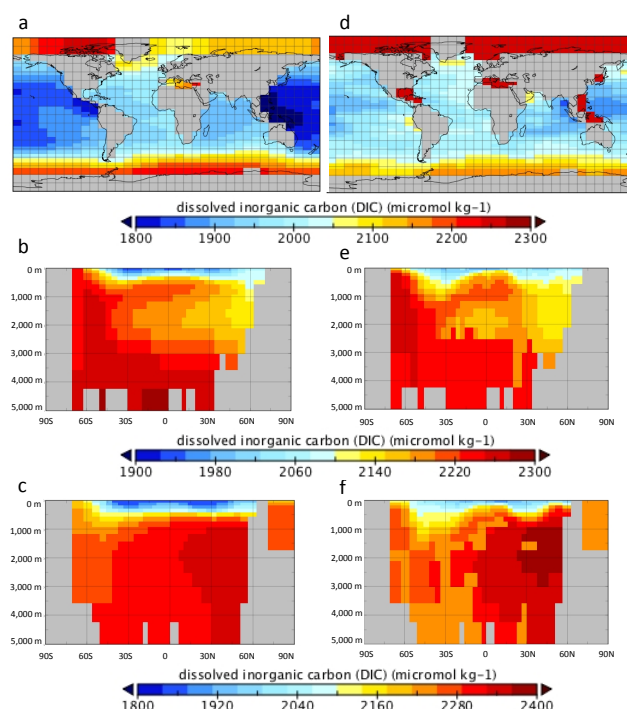 a
d
dissolved inorganic carbon (DIC) (micromol kg-1)
1800 1900 2000 2100 2200 2300
b
e
0 m
1,000 m
2,000 m
3,000 m
4,000 m
5,000 m
90S 60S 30S 0 30N 60N 90N
0 m
1,000 m
2,000 m
3,000 m
4,000 m
5,000 m
90S 60S 30S 0 30N 60N 90N
dissolved inorganic carbon (DIC) (micromol kg-1)
1900 1980 2060 2140 2220 2300
c
f
0 m
1,000 m
2,000 m
3,000 m
4,000 m
5,000 m
90S 60S 30S 0 30N 60N 90N
0 m
1,000 m
2,000 m
3,000 m
4,000 m
5,000 m
90S 60S 30S 0 30N 60N 90N
dissolved inorganic carbon (DIC) (micromol kg-1)
1800 1920 2040 2160 2280 2400